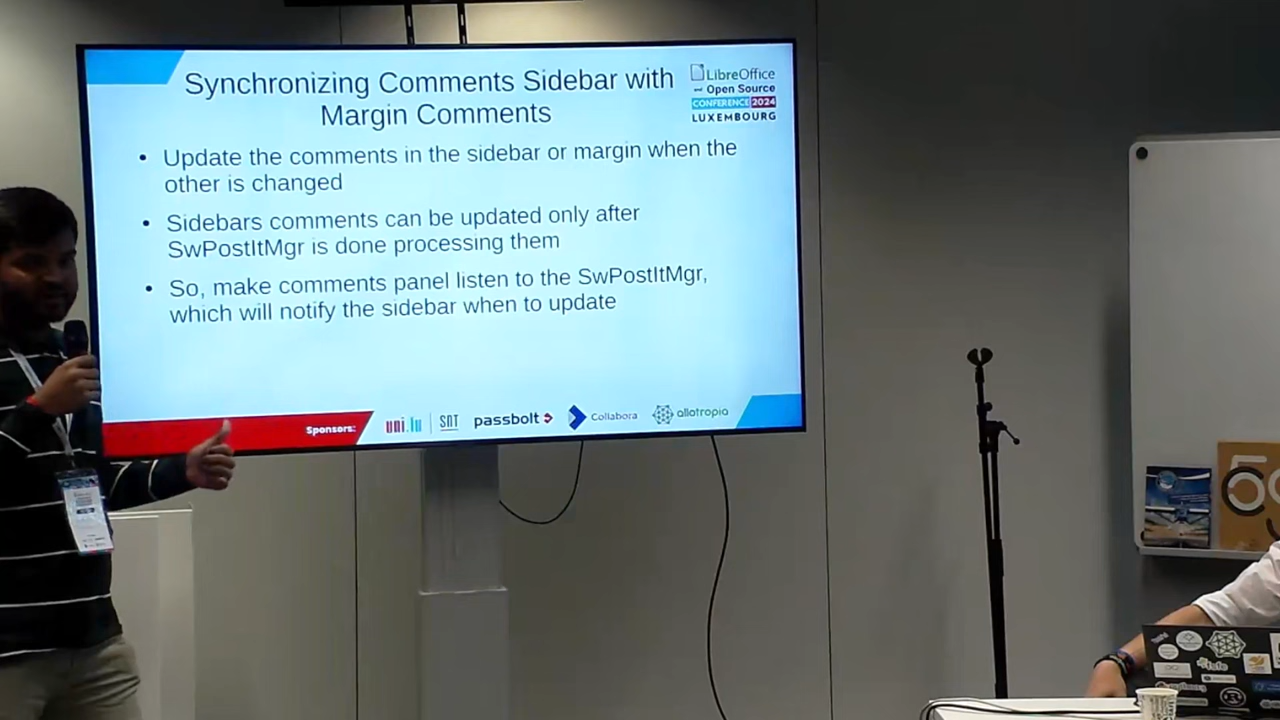 Synchronizing Comments Sidebar with
Margin Comments
LibreOffice
Open Source
CONFERENCE 2024
LUXEMBOURG
• Update the comments in the sidebar or margin when the
other is changed
• Sidebars comments can be updated only after
SwPostItMgr is done processing them
• So, make comments panel listen to the SwPostItMgr,
which will notify the sidebar when to update
Sponsors:
uni.lu
SNT
passbolt
Collabora
allotropia